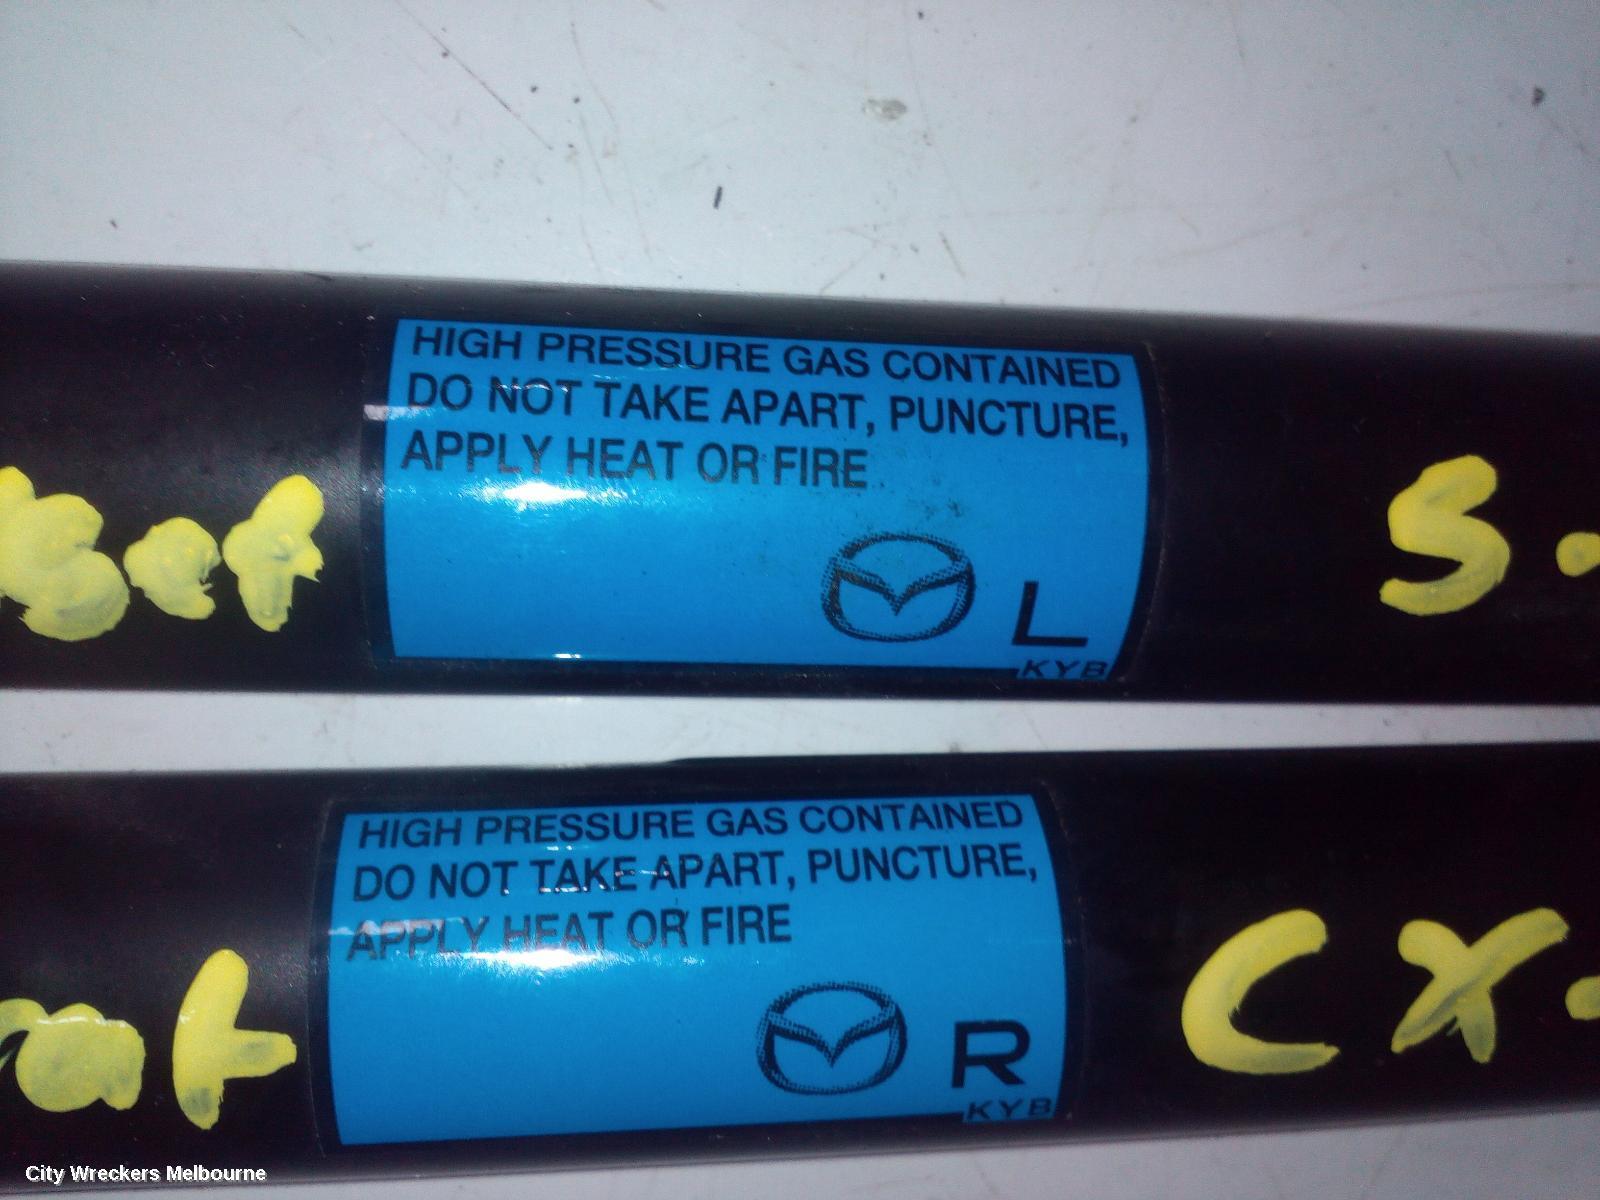 HIGH PRESSURE GAS CONTAINED
DO NOT TAKE APART, PUNCTURE,
APPLY HEAT OR FIRE
L
KYB
S.
HIGH PRESSURE GAS CONTAINED
DO NOT TAKE APART, PUNCTURE,
APPLY HEAT OR FIRE
R
KYB
CX-
City Wreckers Melbourne